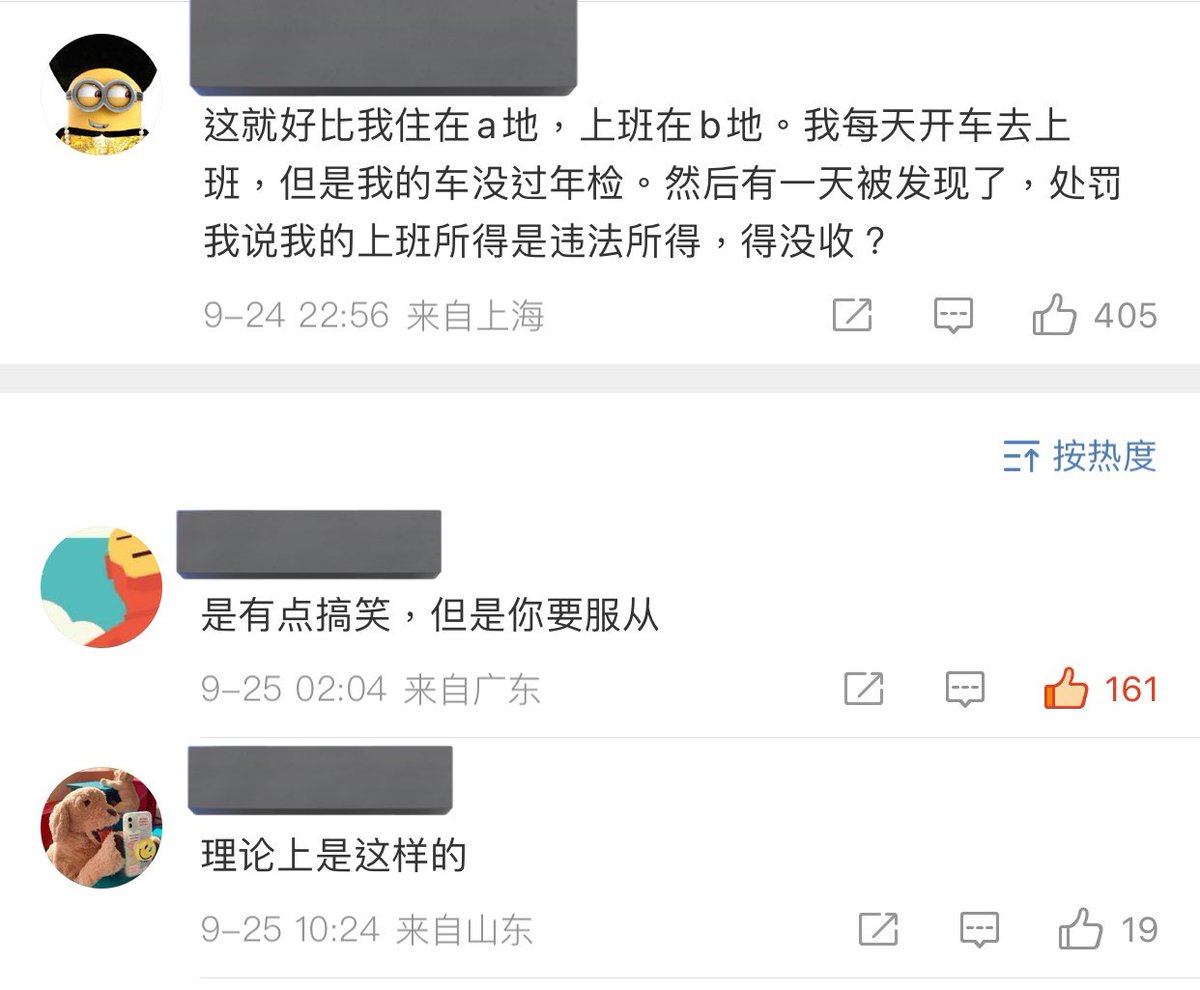 这就好比我住在a地，上班在b地。我每天开车去上
班，但是我的车没过年检。然后有一天被发现了，处罚
我说我的上班所得是违法所得，得没收？
9-24 22:56 来自上海
405
按热度
是有点搞笑，但是你要服从
9-25 02:04 来自广东
161
理论上是这样的
9-25 10:24 来自山东
19